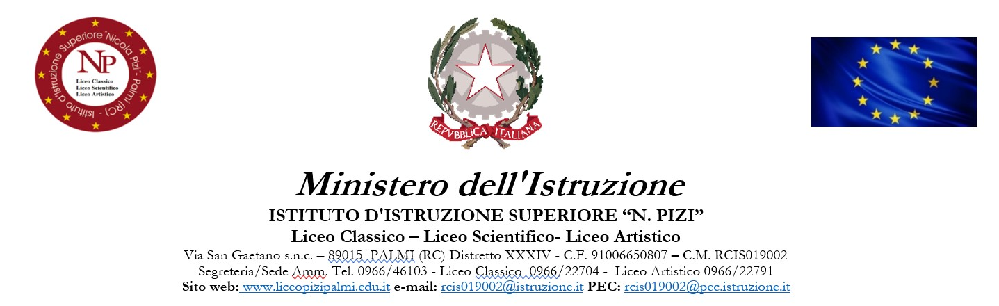 Istituto d'Istruzione Superiore "Nicola Pizi" - Palmi (RC) -
NP
Liceo Classico
Liceo Scientifico
Liceo Artistico
REPVBBLICA ITALIANA
Ministero dell'Istruzione
ISTITUTO D'ISTRUZIONE SUPERIORE “N. PIZI”
Liceo Classico – Liceo Scientifico- Liceo Artistico
Via San Gaetano s.n.c. – 89015 PALMI (RC) Distretto XXXIV - C.F. 91006650807 – C.M. RCIS019002
Segreteria/Sede Amm. Tel. 0966/46103 - Liceo Classico 0966/22704 - Liceo Artistico 0966/22791
Sito web: www.liceopizipalmi.edu.it e-mail: rcis019002@istruzione.it PEC: rcis019002@pec.istruzione.it